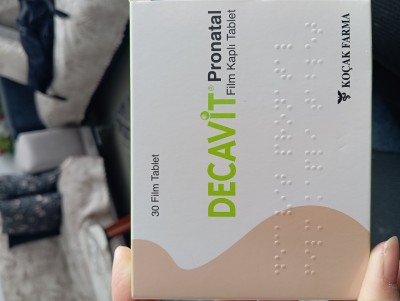 DECAVİT® Pronatal
Film Kaplı Tablet
30 Film Tablet
KOÇAK FARMA